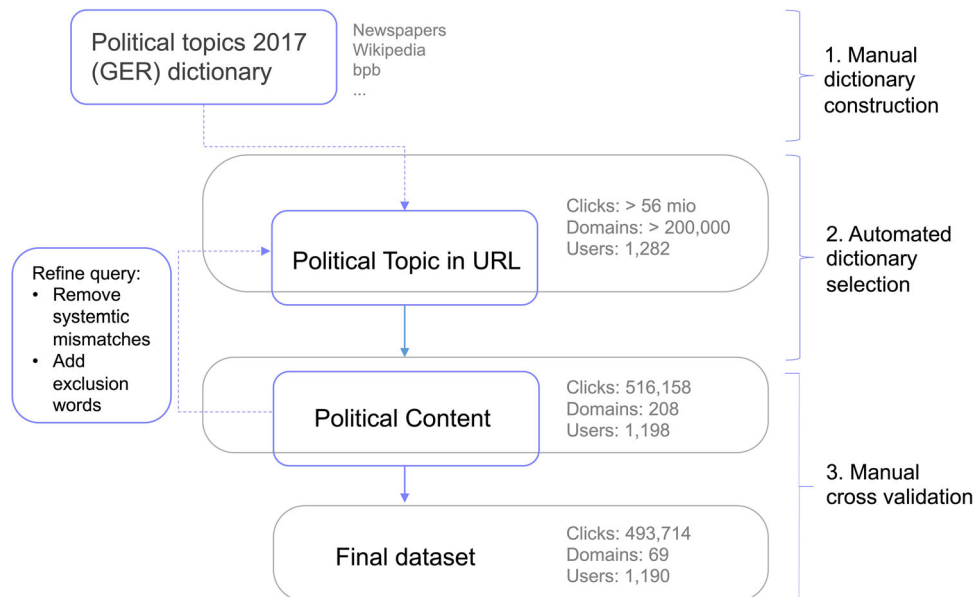 Political topics 2017
(GER) dictionary
Newspapers
Wikipedia
bpb
...
1. Manual
dictionary
construction
Clicks: > 56 mio
Domains: > 200,000
Users: 1,282
Political Topic in URL
2. Automated
dictionary
selection
Refine query:
• Remove
systemtic
mismatches
• Add
exclusion
words
Political Content
Clicks: 516,158
Domains: 208
Users: 1,198
3. Manual
cross validation
Final dataset
Clicks: 493,714
Domains: 69
Users: 1,190